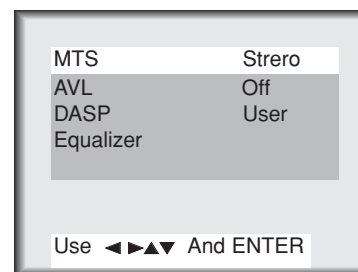 MTS Strero
AVL Off
DASP User
Equalizer
Use ◄ ►▲▼ And ENTER